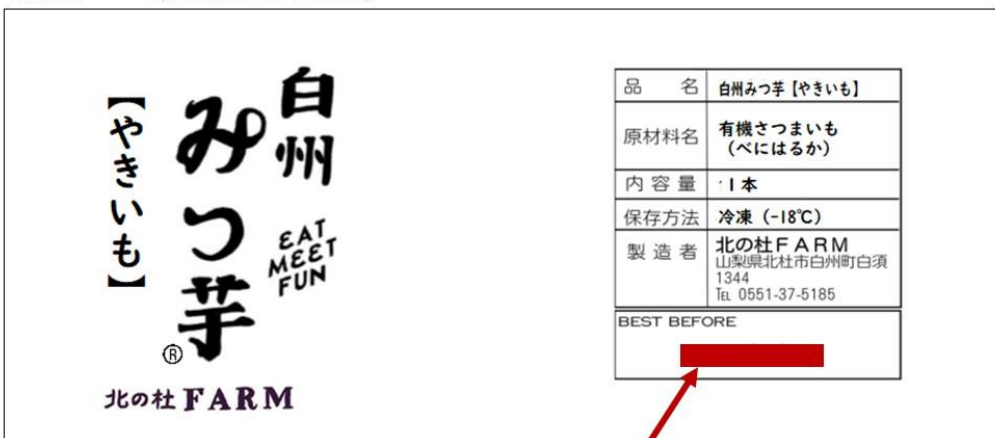 白州
みつ芋®
【やきいも】
EAT
MEET
FUN
北の杜 FARM
品 名 白州みつ芋【やきいも】
原材料名 有機さつまいも
(べにはるか)
内容量 1本
保存方法 冷凍(-18℃)
製造者 北の杜FARM
山梨県北杜市白州町白須
1344
TEL 0551-37-5185
BEST BEFORE